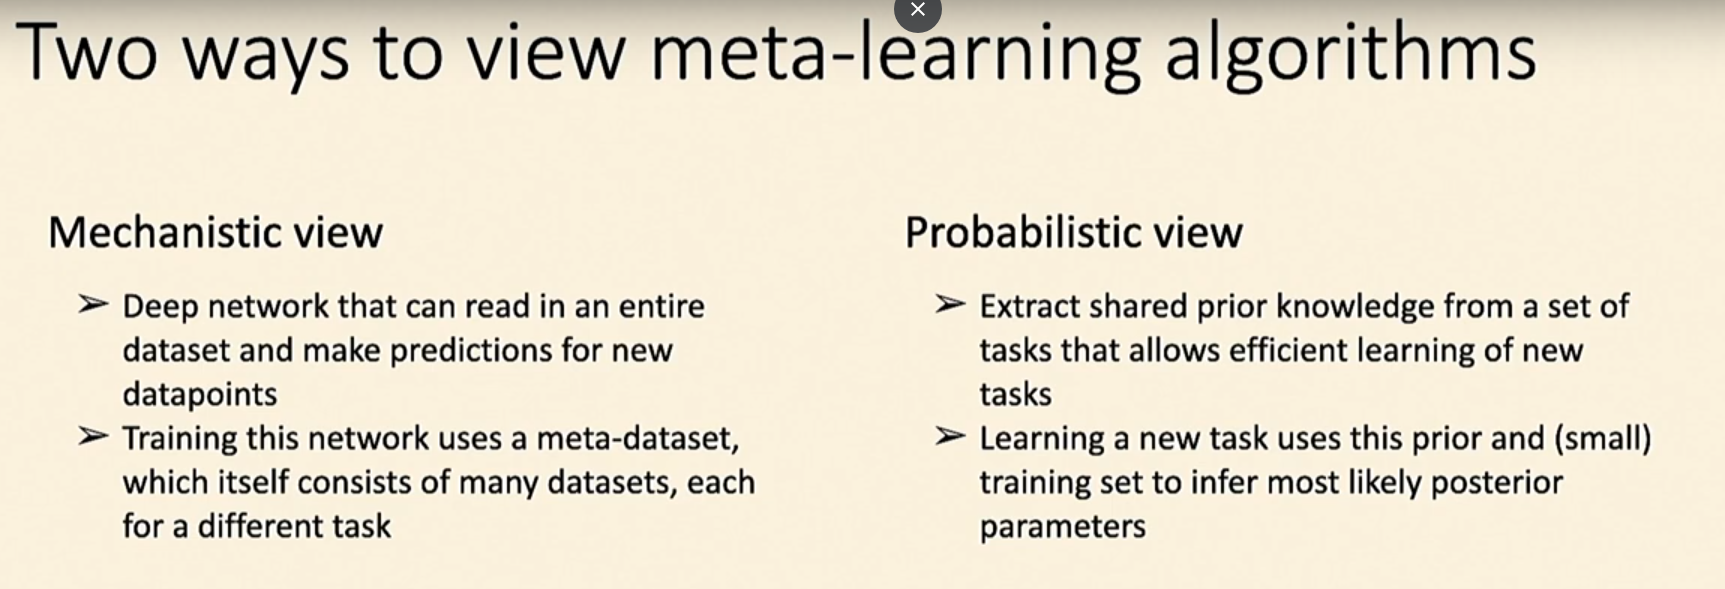 Two ways to view meta-learning algorithms
Mechanistic view
➢ Deep network that can read in an entire
dataset and make predictions for new
datapoints
➢ Training this network uses a meta-dataset,
which itself consists of many datasets, each
for a different task
Probabilistic view
➢ Extract shared prior knowledge from a set of
tasks that allows efficient learning of new
tasks
➢ Learning a new task uses this prior and (small)
training set to infer most likely posterior
parameters